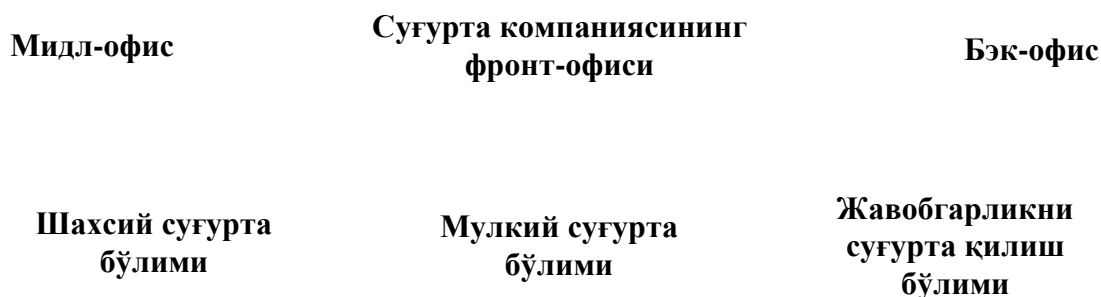 Мидл-офис
Суғурта компаниясининг
фронт-офиси
Бэк-офис
Шахсий суғурта
бўлими
Мулкий суғурта
бўлими
Жавобгарликни
суғурта қилиш
бўлими